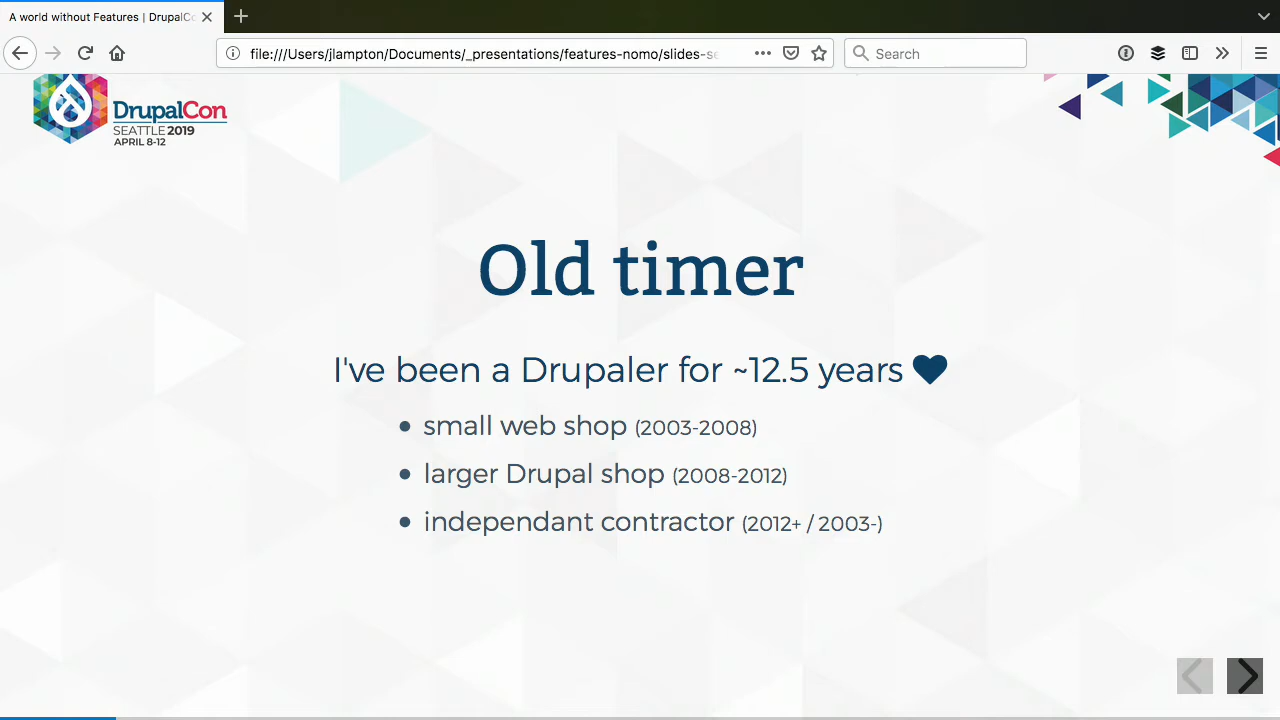 A world without Features | DrupalCo
file:///Users/jlampton/Documents/_presentations/features-nomo/slides-se
Search
DrupalCon
SEATTLE 2019
APRIL 8-12
Old timer
I've been a Drupaler for ~12.5 years
• small web shop (2003-2008)
• larger Drupal shop (2008-2012)
• independant contractor (2012+ / 2003-)